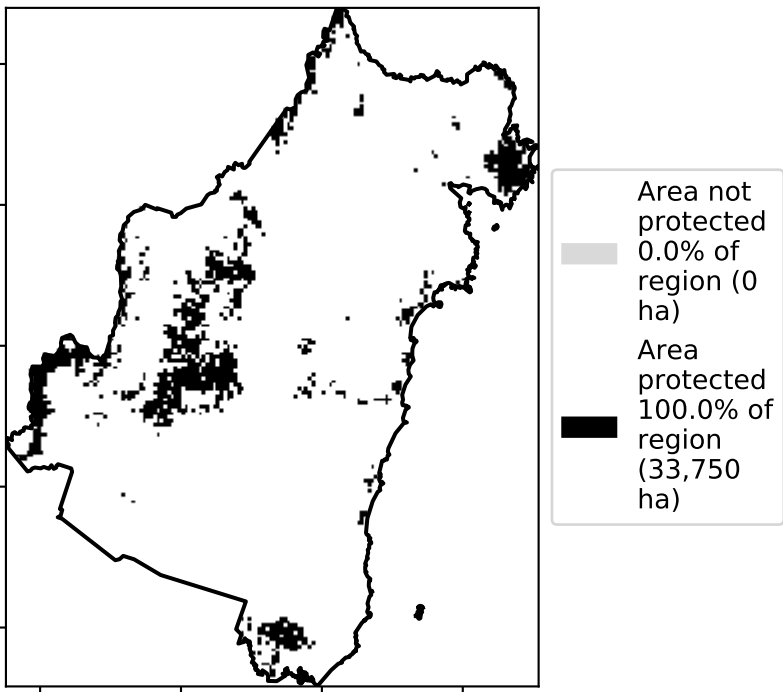 Area not
protected
0.0% of
region (0
ha)
Area
protected
100.0% of
region
(33,750
ha)